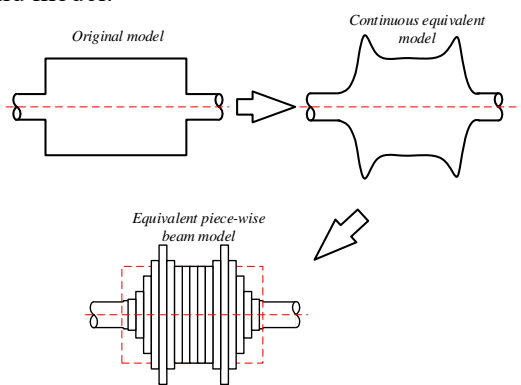 Original model
Continuous equivalent
model
Equivalent piece-wise
beam model